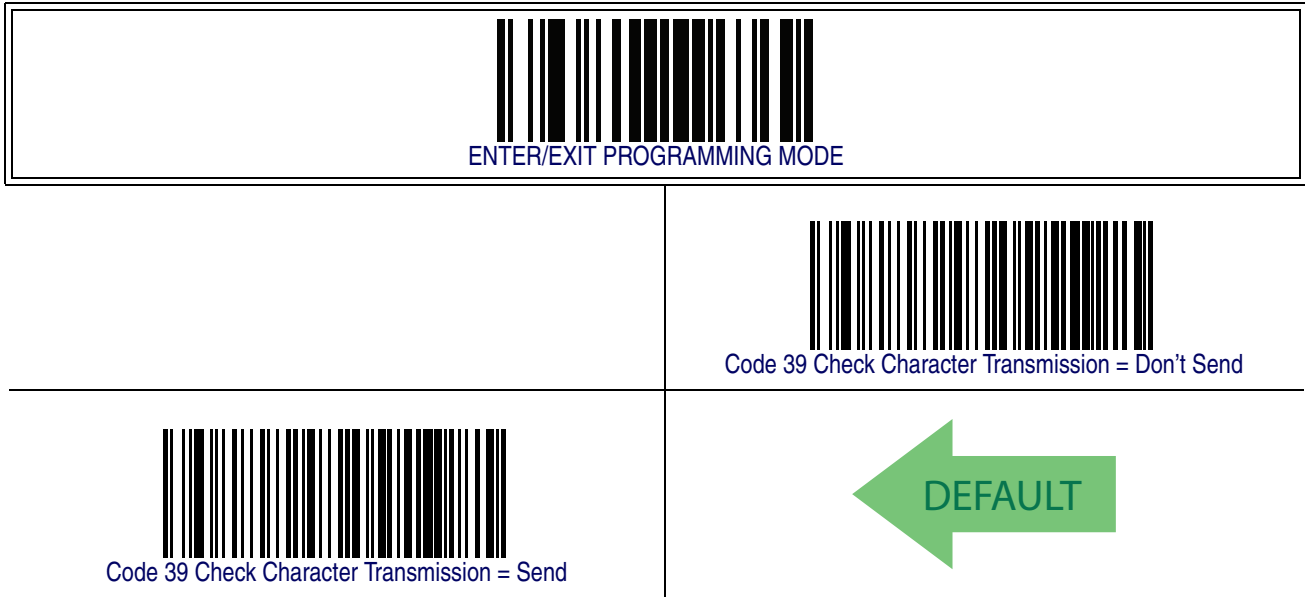 ENTER/EXIT PROGRAMMING MODE
Code 39 Check Character Transmission = Don't Send
Code 39 Check Character Transmission = Send
DEFAULT